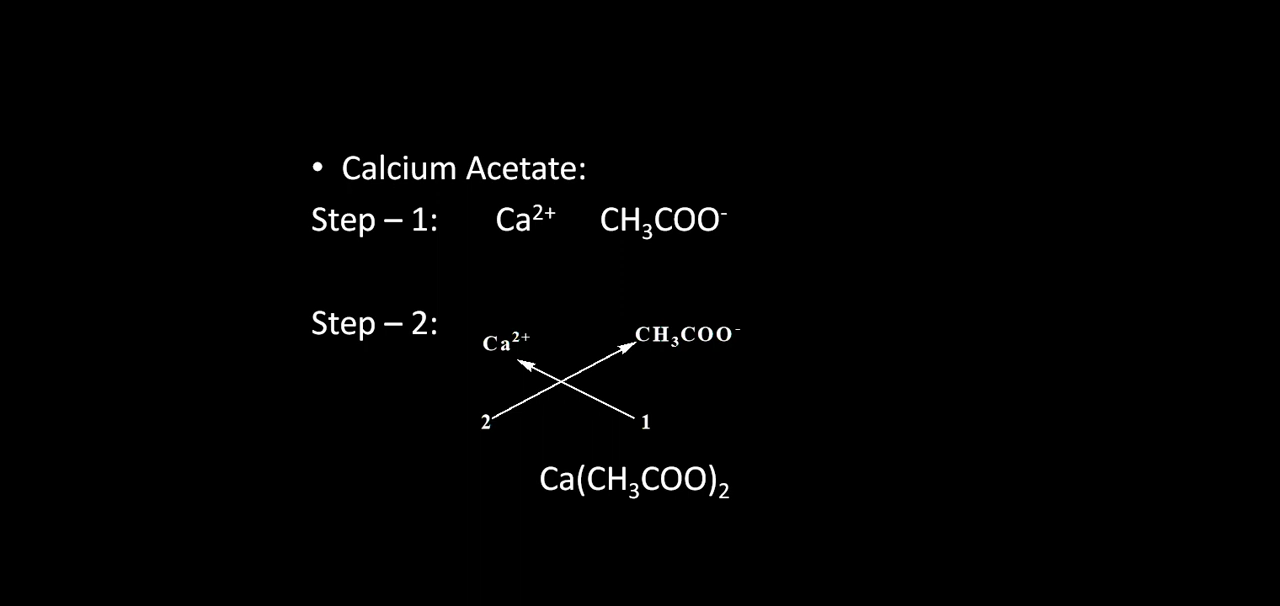 • Calcium Acetate:
Step – 1: Ca²⁺ CH₃COO⁻
Step – 2: Ca²⁺ CH₃COO⁻
2 1
Ca(CH₃COO)₂